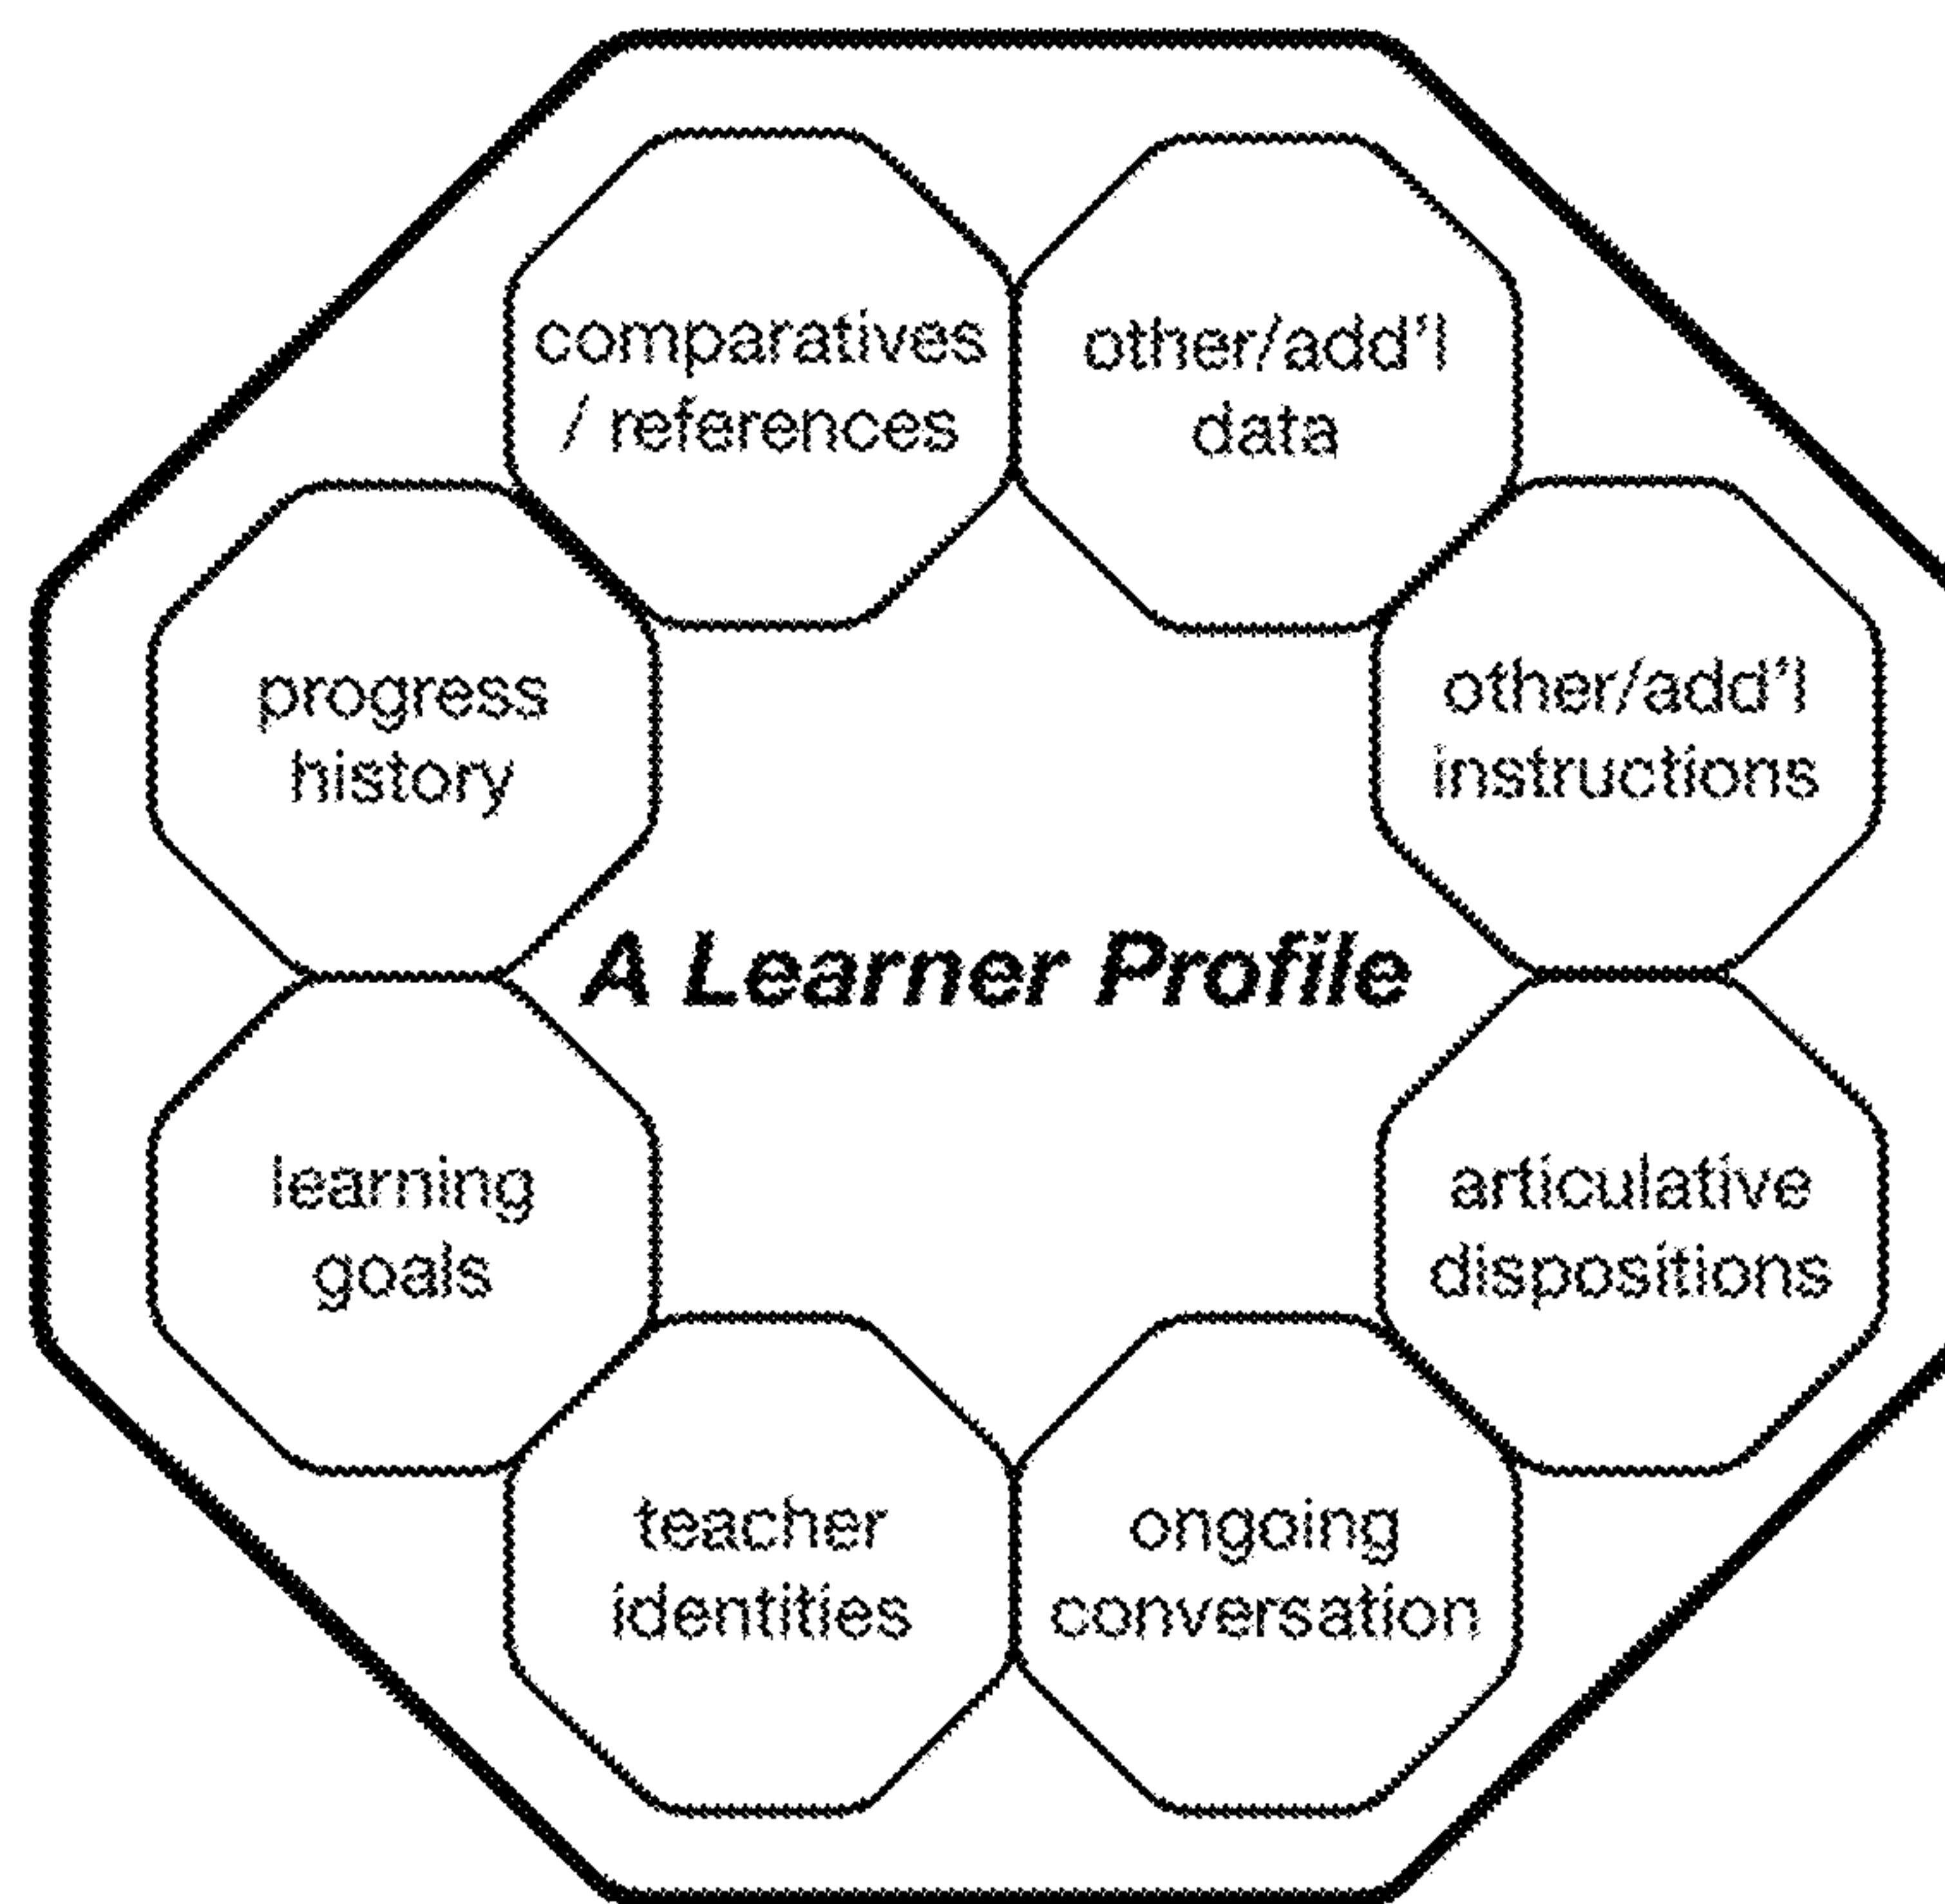 comparatives
/ references
other/add'l
data
progress
history
other/add'l
instructions
A Learner Profile
learning
goals
articulative
dispositions
teacher
identities
ongoing
conversation